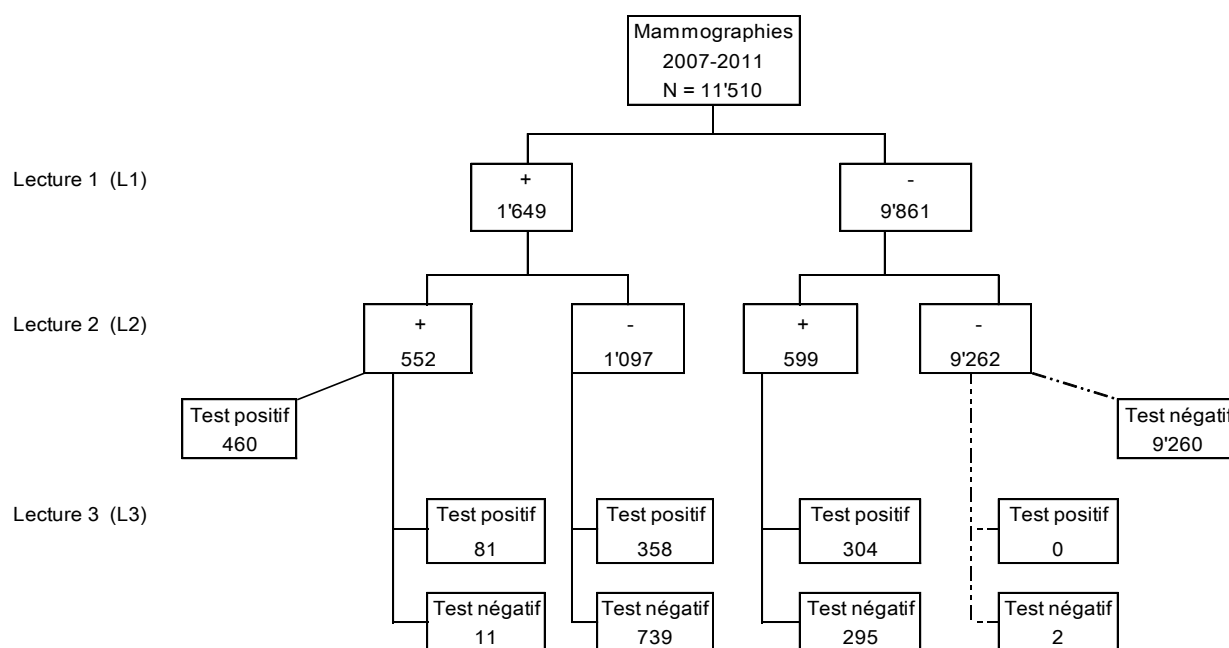 Mammographies
2007-2011
N = 11'510
Lecture 1 (L1)
+
1'649
-
9'861
Lecture 2 (L2)
+
552
-
1'097
+
599
-
9'262
Test positif
460
Test négatif
9'260
Lecture 3 (L3)
Test positif
81
Test positif
358
Test positif
304
Test positif
0
Test négatif
11
Test négatif
739
Test négatif
295
Test négatif
2